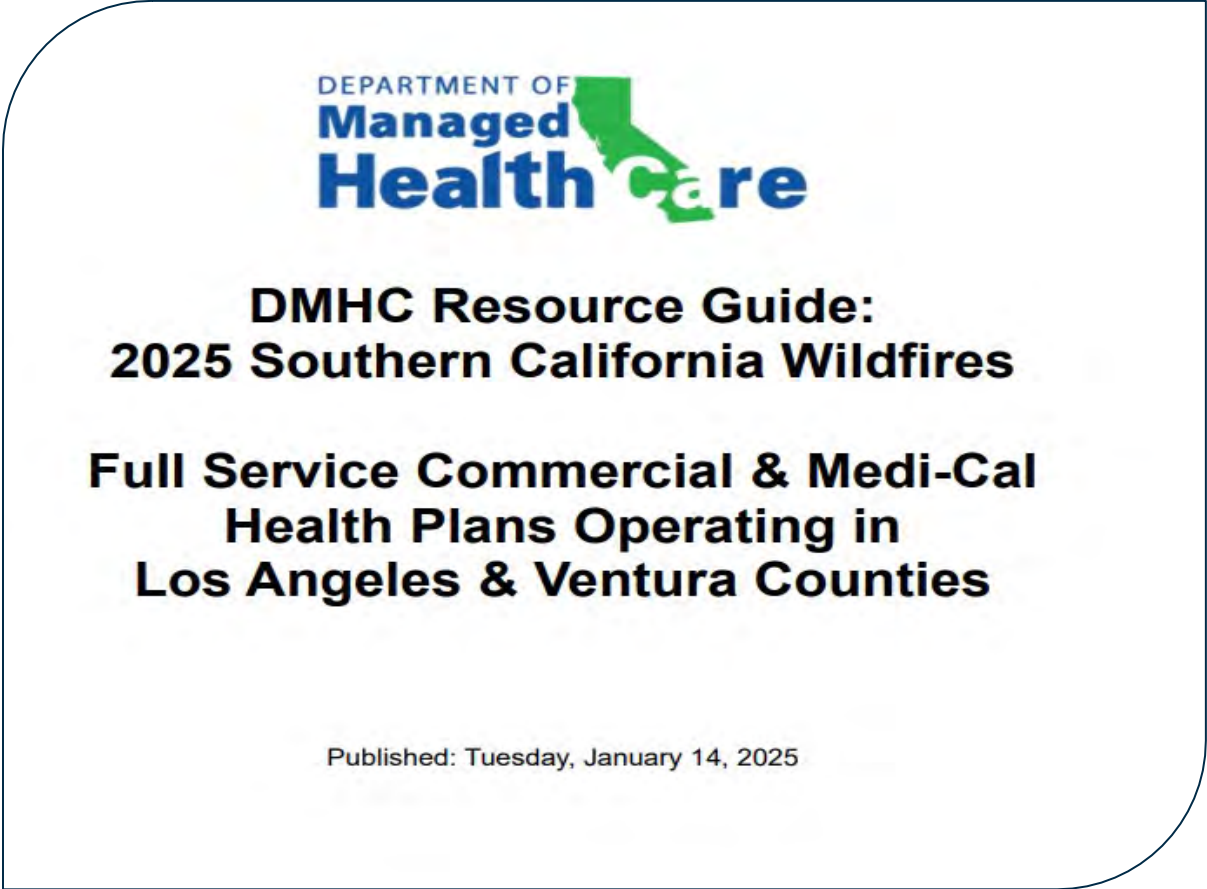 DEPARTMENT OF
Managed
Health Care
DMHC Resource Guide:
2025 Southern California Wildfires
Full Service Commercial & Medi-Cal
Health Plans Operating in
Los Angeles & Ventura Counties
Published: Tuesday, January 14, 2025